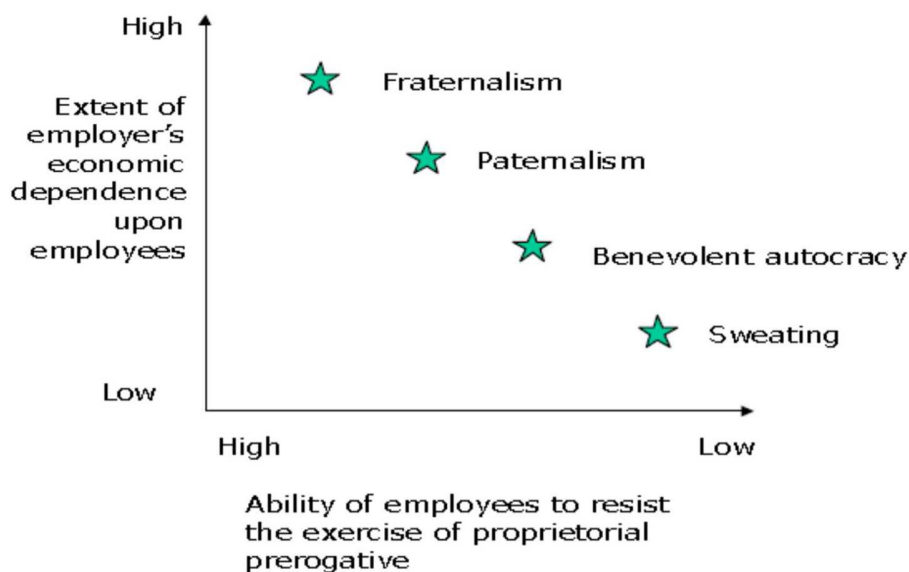 High
Extent of
employer's
economic
dependence
upon
employees
Low
Fraternalism
Paternalism
Benevolent autocracy
Sweating
High
Low
Ability of employees to resist
the exercise of proprietorial
prerogative